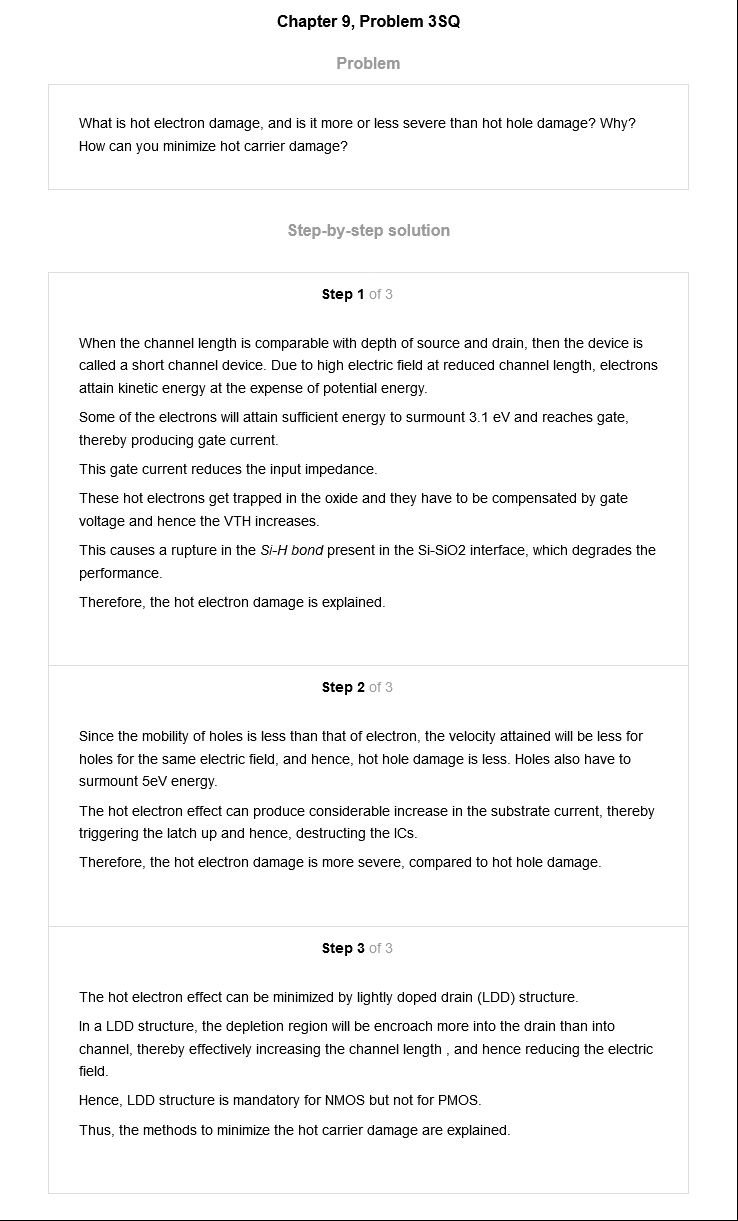 Chapter 9, Problem 3SQ
Problem
What is hot electron damage, and is it more or less severe than hot hole damage? Why?
How can you minimize hot carrier damage?
Step-by-step solution
Step 1 of 3
When the channel length is comparable with depth of source and drain, then the device is
called a short channel device. Due to high electric field at reduced channel length, electrons
attain kinetic energy at the expense of potential energy.
Some of the electrons will attain sufficient energy to surmount 3.1 eV and reaches gate,
thereby producing gate current.
This gate current reduces the input impedance.
These hot electrons get trapped in the oxide and they have to be compensated by gate
voltage and hence the VTH increases.
This causes a rupture in the Si-H bond present in the Si-SiO2 interface, which degrades the
performance.
Therefore, the hot electron damage is explained.
Step 2 of 3
Since the mobility of holes is less than that of electron, the velocity attained will be less for
holes for the same electric field, and hence, hot hole damage is less. Holes also have to
surmount 5eV energy.
The hot electron effect can produce considerable increase in the substrate current, thereby
triggering the latch up and hence, destructing the ICs.
Therefore, the hot electron damage is more severe, compared to hot hole damage.
Step 3 of 3
The hot electron effect can be minimized by lightly doped drain (LDD) structure.
In a LDD structure, the depletion region will be encroach more into the drain than into
channel, thereby effectively increasing the channel length , and hence reducing the electric
field.
Hence, LDD structure is mandatory for NMOS but not for PMOS.
Thus, the methods to minimize the hot carrier damage are explained.